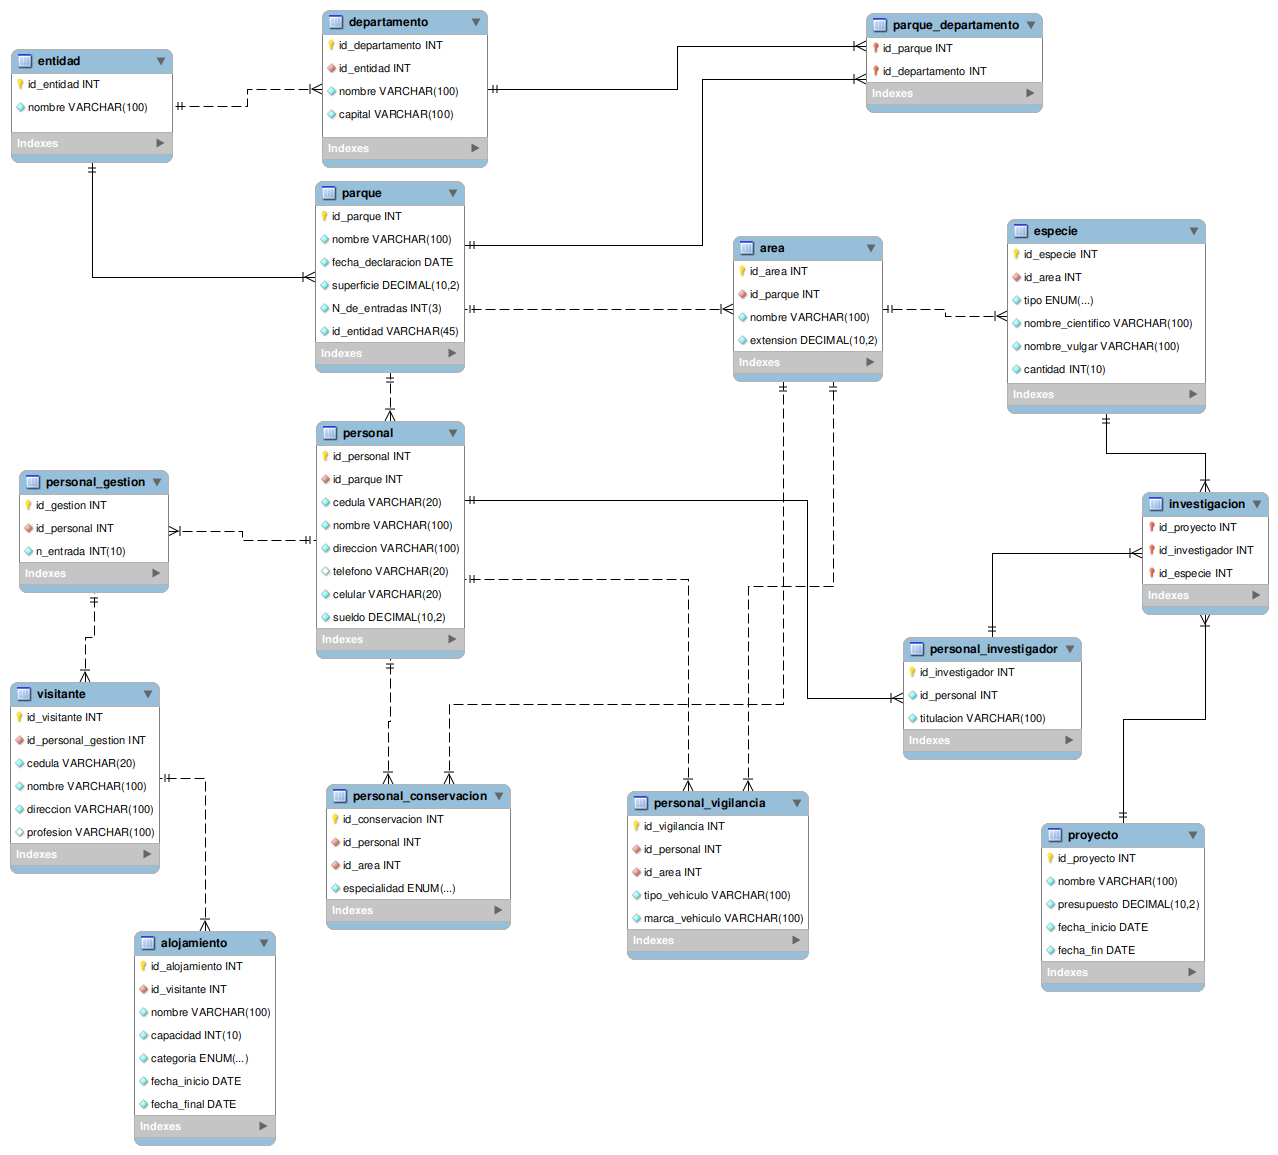 entidad
id_entidad INT
nombre VARCHAR(100)
Indexes
departamento
id_departamento INT
id_entidad INT
nombre VARCHAR(100)
capital VARCHAR(100)
Indexes
parque_departamento
id_parque INT
id_departamento INT
Indexes
parque
id_parque INT
nombre VARCHAR(100)
fecha_declaracion DATE
superficie DECIMAL(10,2)
N_de_entradas INT(3)
id_entidad VARCHAR(45)
Indexes
area
id_area INT
id_parque INT
nombre VARCHAR(100)
extension DECIMAL(10,2)
Indexes
especie
id_especie INT
id_area INT
tipo ENUM(...)
nombre_cientifico VARCHAR(100)
nombre_vulgar VARCHAR(100)
cantidad INT(10)
Indexes
personal
id_personal INT
id_parque INT
cedula VARCHAR(20)
nombre VARCHAR(100)
direccion VARCHAR(100)
telefono VARCHAR(20)
celular VARCHAR(20)
sueldo DECIMAL(10,2)
Indexes
personal_gestion
id_gestion INT
id_personal INT
n_entrada INT(10)
Indexes
investigacion
id_proyecto INT
id_investigador INT
id_especie INT
Indexes
personal_investigador
id_investigador INT
id_personal INT
titulacion VARCHAR(100)
Indexes
visitante
id_visitante INT
id_personal_gestion INT
cedula VARCHAR(20)
nombre VARCHAR(100)
direccion VARCHAR(100)
profesion VARCHAR(100)
Indexes
personal_conservacion
id_conservacion INT
id_personal INT
id_area INT
especialidad ENUM(...)
Indexes
personal_vigilancia
id_vigilancia INT
id_personal INT
id_area INT
tipo_vehiculo VARCHAR(100)
marca_vehiculo VARCHAR(100)
Indexes
proyecto
id_proyecto INT
nombre VARCHAR(100)
presupuesto DECIMAL(10,2)
fecha_inicio DATE
fecha_fin DATE
Indexes
alojamiento
id_alojamiento INT
id_visitante INT
nombre VARCHAR(100)
capacidad INT(10)
categoria ENUM(...)
fecha_inicio DATE
fecha_final DATE
Indexes